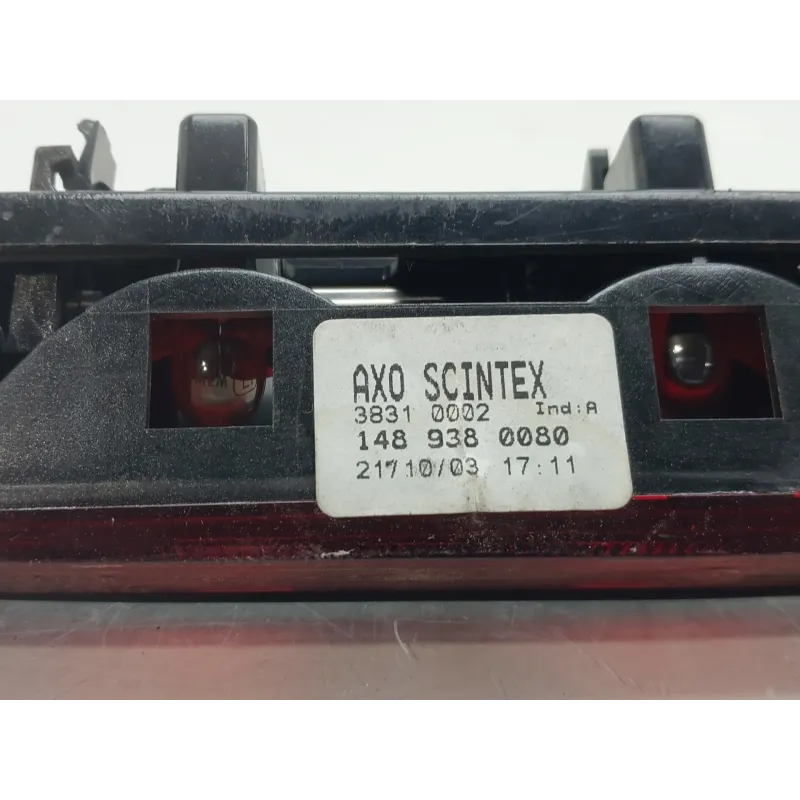 AXO SCINTEX
3831 0002 Ind:A
148 938 0080
21/10/03 17:11